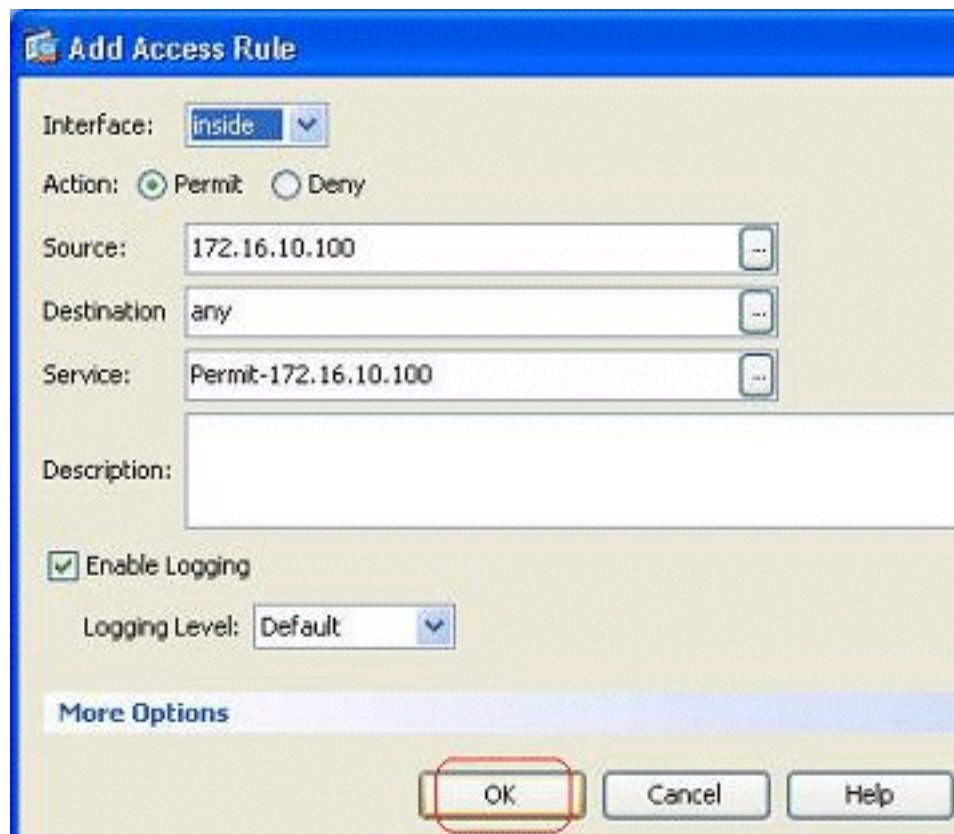 Add Access Rule
Interface: inside
Action: Permit Deny
Source: 172.16.10.100 ...
Destination any ...
Service: Permit-172.16.10.100 ...
Description:
Enable Logging
Logging Level: Default
More Options
OK Cancel Help